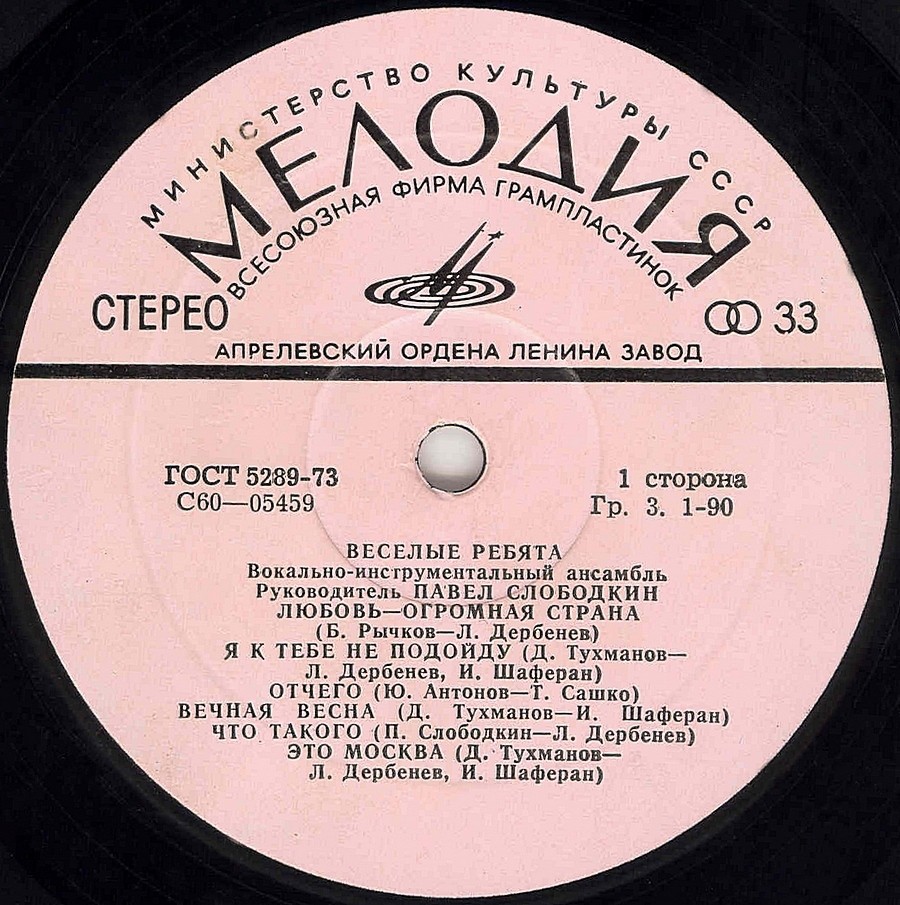 МИНИСТЕРСТВО КУЛЬТУРЫ СССР
МЕЛОДИЯ
ВСЕСОЮЗНАЯ ФИРМА ГРАМПЛАСТИНОК
СТЕРЕО
33
АПРЕЛЕВСКИЙ ОРДЕНА ЛЕНИНА ЗАВОД
ГОСТ 5289-73
1 сторона
С60—05459
Гр. 3. 1-90
ВЕСЕЛЫЕ РЕБЯТА
Вокально-инструментальный ансамбль
Руководитель ПАВЕЛ СЛОБОДКИН
ЛЮБОВЬ—ОГРОМНАЯ СТРАНА
(Б. Рычков—Л. Дербенев)
Я К ТЕБЕ НЕ ПОДОЙДУ (Д. Тухманов—
Л. Дербенев, И. Шаферан)
ОТЧЕГО (Ю. Антонов—Т. Сашко)
ВЕЧНАЯ ВЕСНА (Д. Тухманов—И. Шаферан)
ЧТО ТАКОГО (П. Слободкин—Л. Дербенев)
ЭТО МОСКВА (Д. Тухманов—
Л. Дербенев, И. Шаферан)